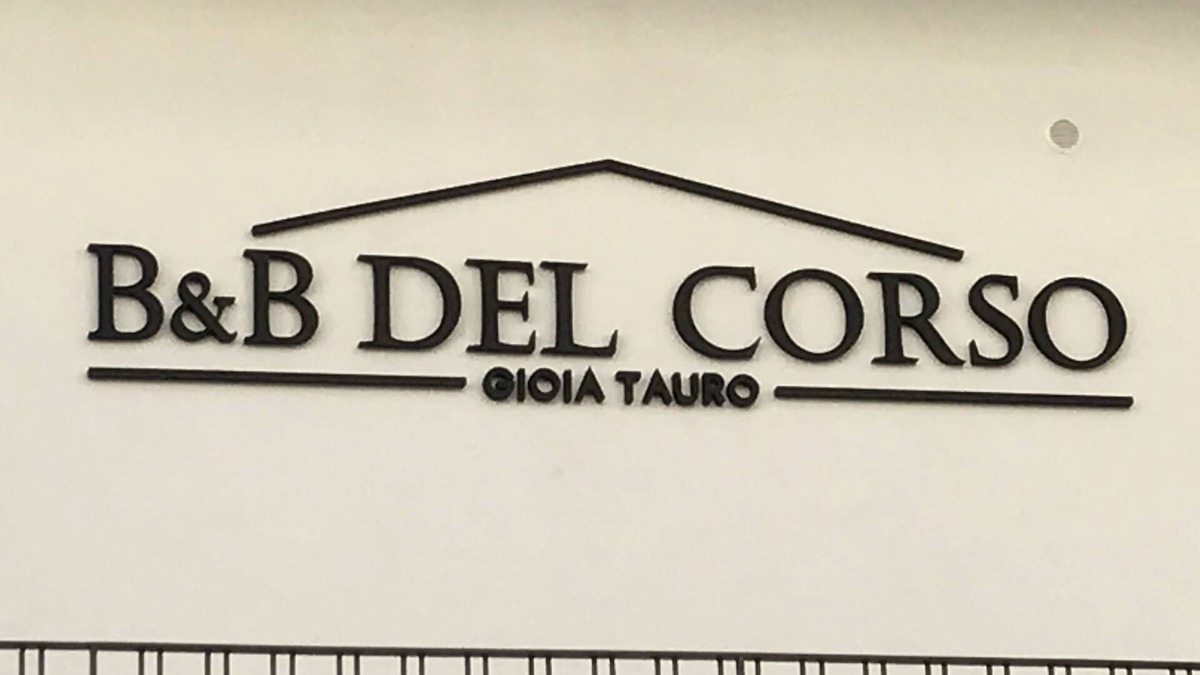 B&B DEL CORSO
GIOIA TAURO